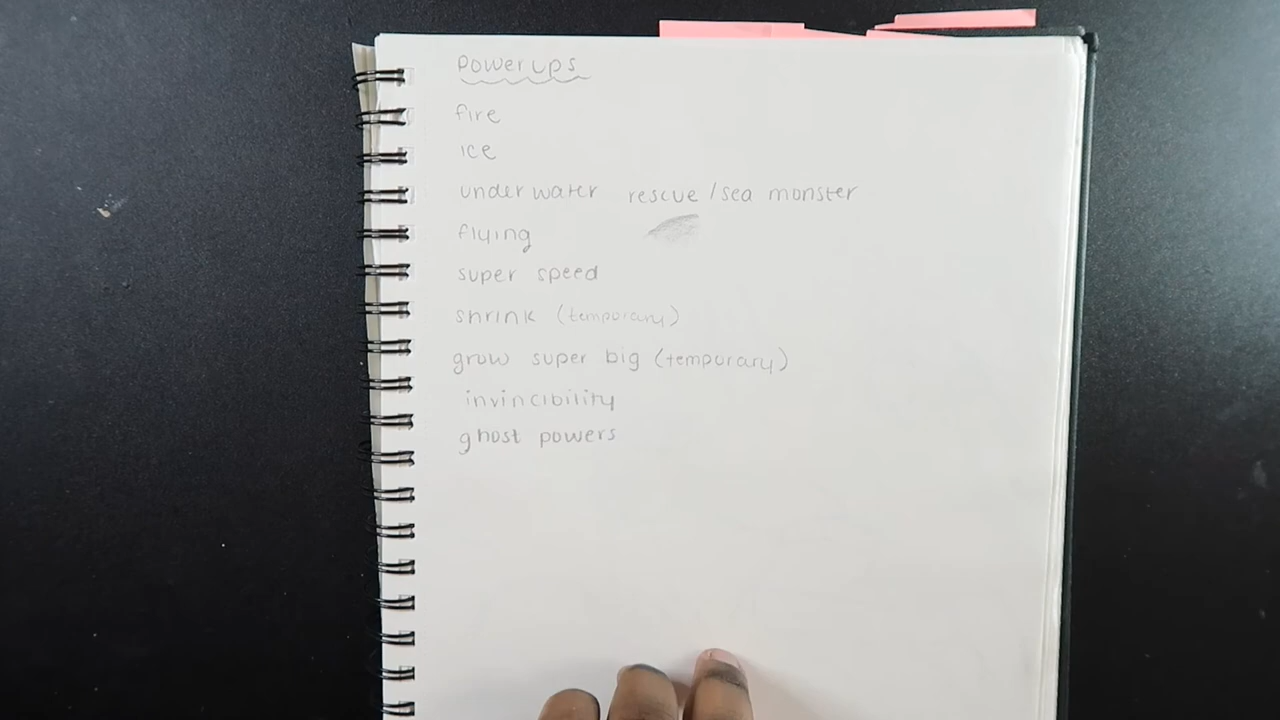 Powerups
fire
ice
underwater rescue/sea monster
flying
super speed
shrink (temporary)
grow super big (temporary)
invincibility
ghost powers